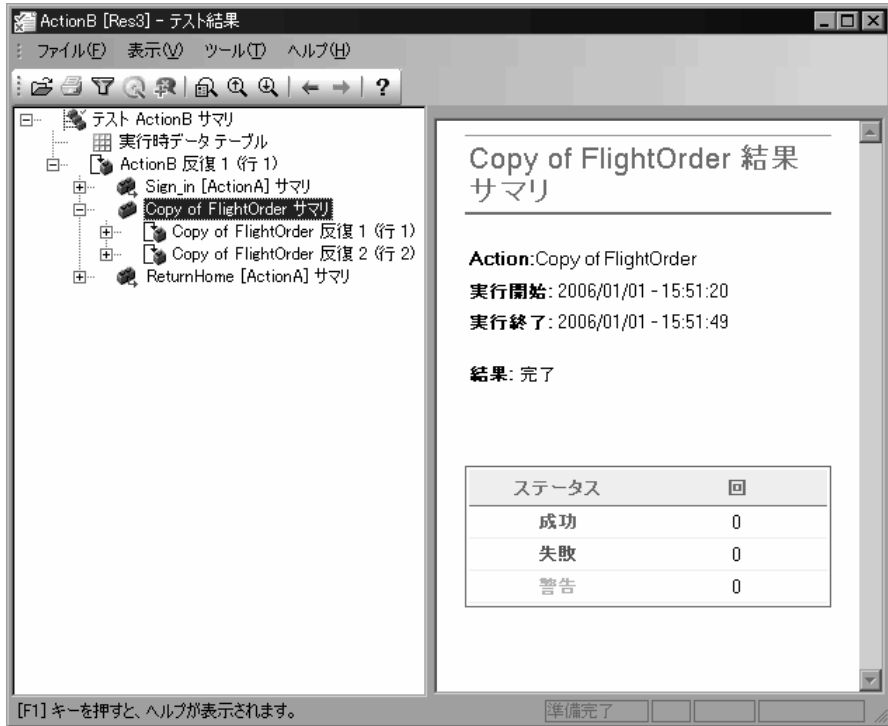 ActionB [Res3] - テスト結果
ファイル(F) 表示(V) ツール(T) ヘルプ(H)
テスト ActionB サマリ
実行時データ テーブル
ActionB 反復 1 (行 1)
Sign_in [ActionA] サマリ
Copy of FlightOrder サマリ
Copy of FlightOrder 反復 1 (行 1)
Copy of FlightOrder 反復 2 (行 2)
ReturnHome [ActionA] サマリ
Copy of FlightOrder 結果
サマリ
Action:Copy of FlightOrder
実行開始: 2006/01/01 - 15:51:20
実行終了: 2006/01/01 - 15:51:49
結果: 完了
ステータス 回
成功 0
失敗 0
警告 0
[F1] キーを押すと、ヘルプが表示されます。
準備完了